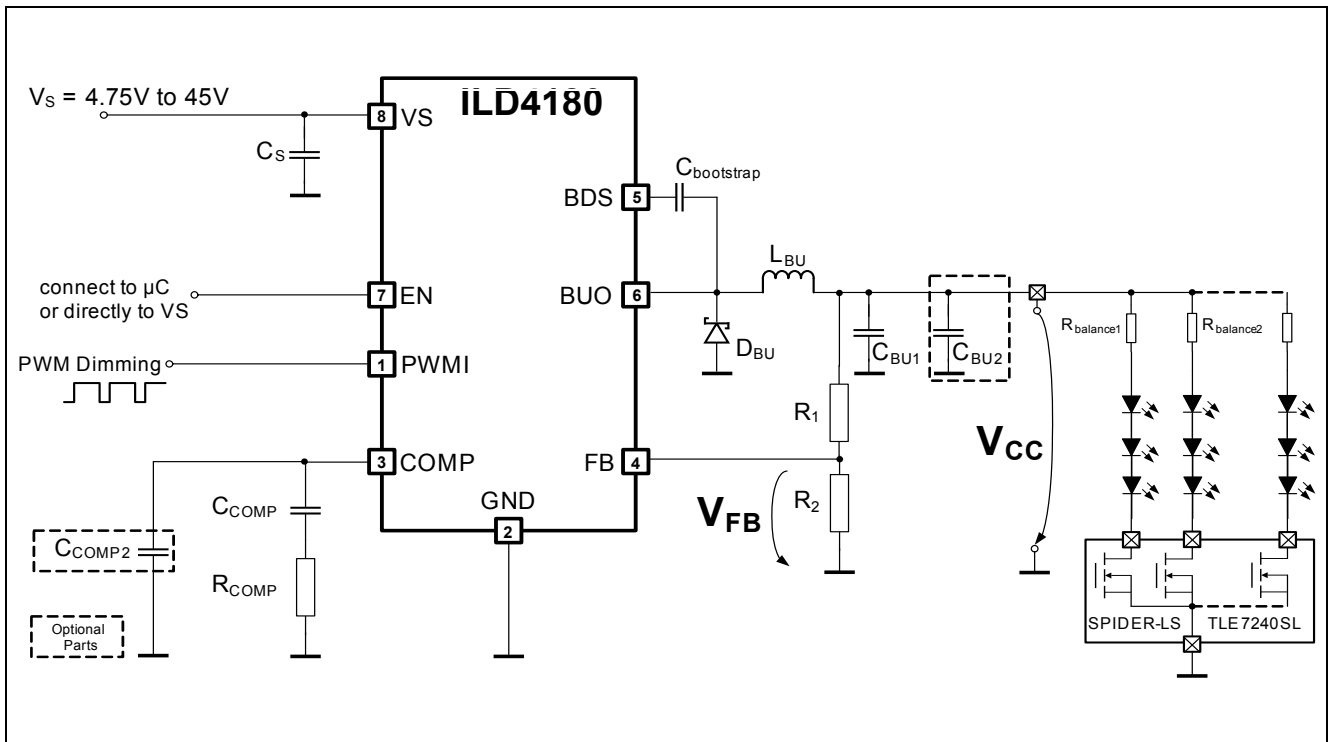 ILD4180
VS = 4.75V to 45V
8 VS
CS
Cbootstrap
BDS 5
LBU
connect to µC
or directly to VS
7 EN
BUO 6
DBU
CBU1
CBU2
Rbalance1
Rbalance2
PWM Dimming
1 PWMI
R1
VCC
3 COMP
FB 4
GND
2
CCOMP
VFB
R2
CCOMP2
RCOMP
Optional
Parts
SPIDER-LS TLE7240SL